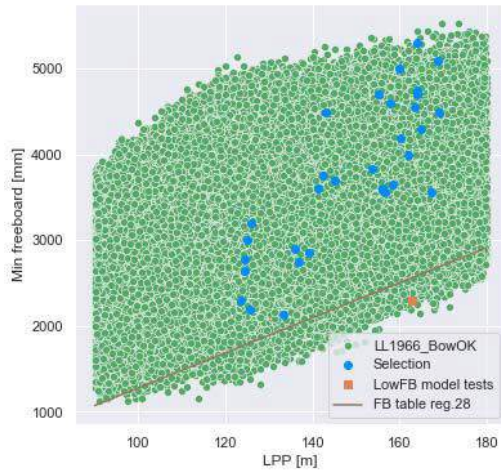 5000
4000
3000
2000
1000
Min freeboard [mm]
LL1966_BowOK
Selection
LowFB model tests
FB table reg.28
100 120 140 160 180
LPP [m]